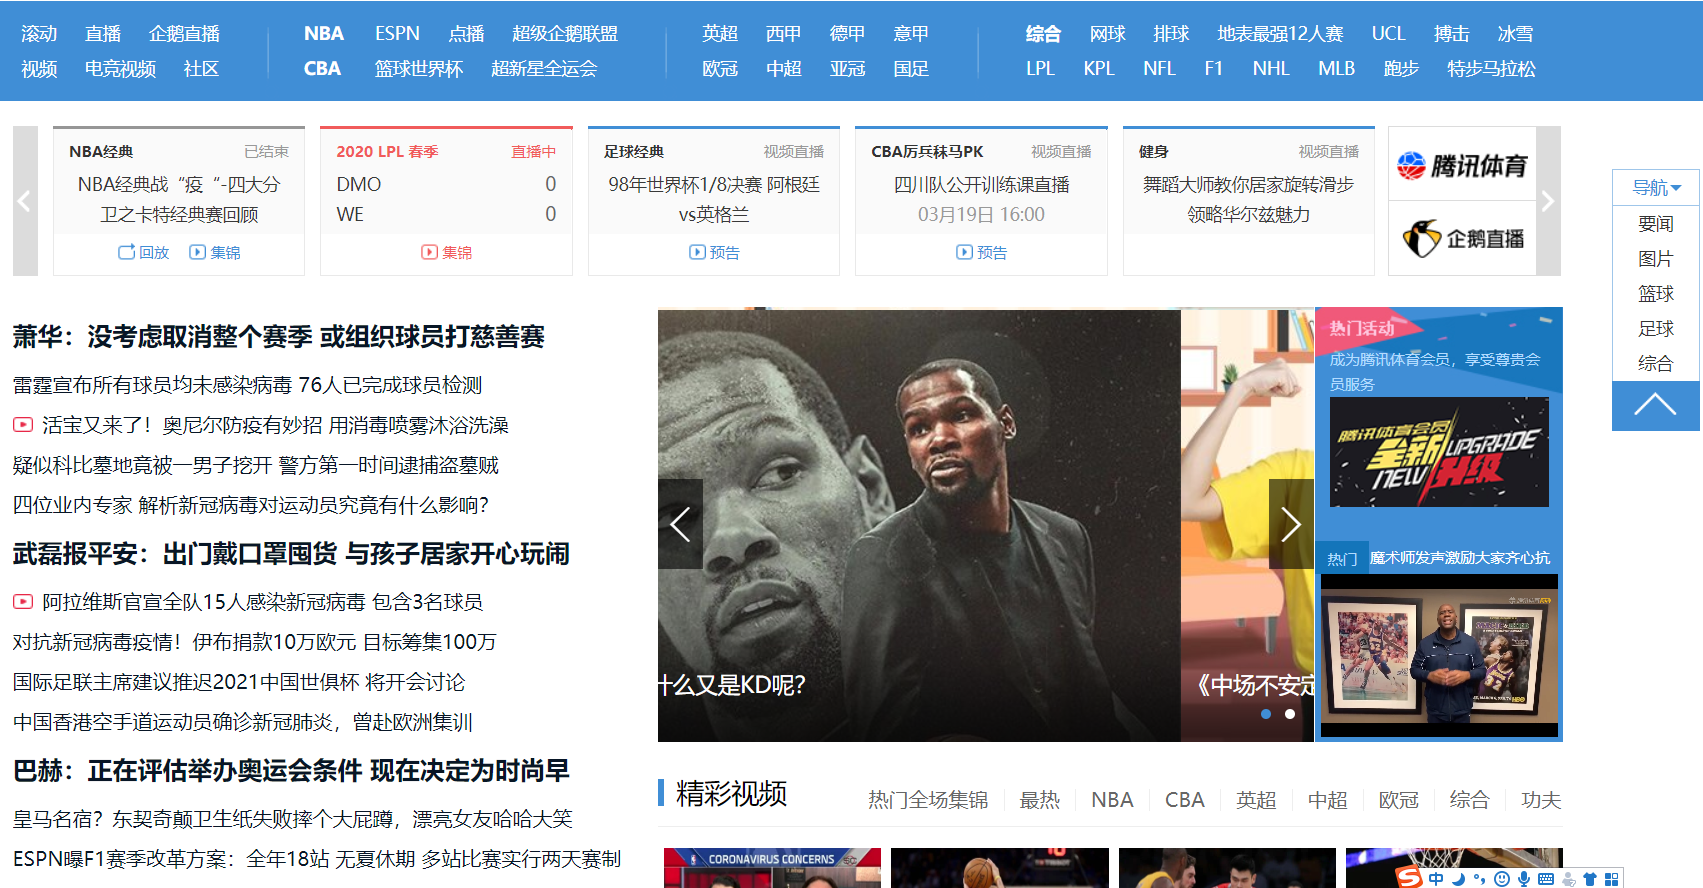 滚动 直播 企鹅直播 NBA ESPN 点播 超级企鹅联盟 英超 西甲 德甲 意甲 综合 网球 排球 地表最强12人赛 UCL 搏击 冰雪
视频 电竞视频 社区 CBA 篮球世界杯 超新星全运会 欧冠 中超 亚冠 国足 LPL KPL NFL F1 NHL MLB 跑步 特步马拉松
NBA经典 已结束
NBA经典战“疫“-四大分
卫之卡特经典赛回顾
回放 集锦
2020 LPL 春季 直播中
DMO 0
WE 0
集锦
足球经典 视频直播
98年世界杯1/8决赛 阿根廷
vs英格兰
预告
CBA厉兵秣马PK 视频直播
四川队公开训练课直播
03月19日 16:00
预告
健身 视频直播
舞蹈大师教你居家旋转滑步
领略华尔兹魅力
腾讯体育
企鹅直播
导航
要闻
图片
篮球
足球
综合
萧华：没考虑取消整个赛季 或组织球员打慈善赛
雷霆宣布所有球员均未感染病毒 76人已完成球员检测
活宝又来了！奥尼尔防疫有妙招 用消毒喷雾沐浴洗澡
疑似科比墓地竟被一男子挖开 警方第一时间逮捕盗墓贼
四位业内专家 解析新冠病毒对运动员究竟有什么影响？
武磊报平安：出门戴口罩囤货 与孩子居家开心玩闹
阿拉维斯官宣全队15人感染新冠病毒 包含3名球员
对抗新冠病毒疫情！伊布捐款10万欧元 目标筹集100万
国际足联主席建议推迟2021中国世俱杯 将开会讨论
中国香港空手道运动员确诊新冠肺炎，曾赴欧洲集训
巴赫：正在评估举办奥运会条件 现在决定为时尚早
皇马名宿？东契奇颠卫生纸失败摔个大屁蹲，漂亮女友哈哈大笑
ESPN曝F1赛季改革方案：全年18站 无夏休期 多站比赛实行两天赛制
什么又是KD呢?
《中场不安定
热门活动
成为腾讯体育会员，享受尊贵会
员服务
腾讯体育会员
全新 UPGRADE
NEW 升级
热门 魔术师发声激励大家齐心抗
精彩视频 热门全场集锦 最热 NBA CBA 英超 中超 欧冠 综合 功夫
CORONAVIRUS CONCERNS
S 中